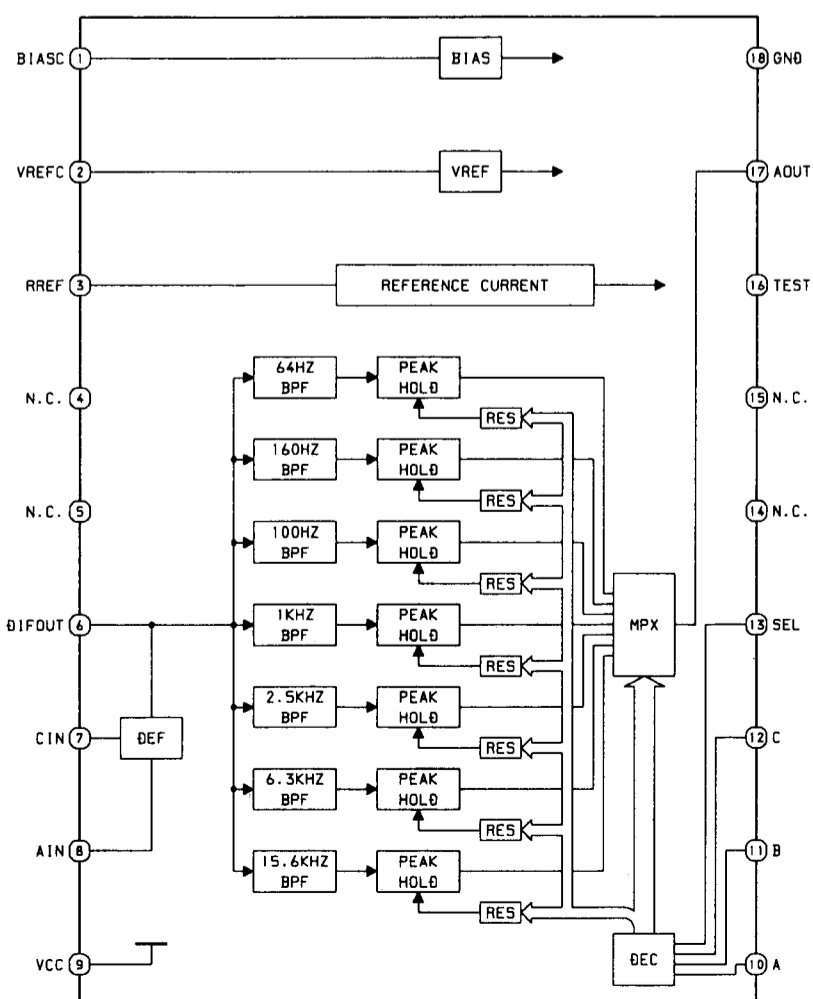 BIASC 1 BIAS 18 GND
VREFC 2 VREF 17 AOUT
RREF 3 REFERENCE CURRENT 16 TEST
64HZ BPF PEAK HOLD
N.C. 4 RES 15 N.C.
160HZ BPF PEAK HOLD
RES
N.C. 5 14 N.C.
100HZ BPF PEAK HOLD
RES
DIFOUT 6 1KHZ BPF PEAK HOLD MPX 13 SEL
RES
2.5KHZ BPF PEAK HOLD
CIN 7 DEF RES 12 C
6.3KHZ BPF PEAK HOLD
RES
AIN 8 11 B
15.6KHZ BPF PEAK HOLD
RES
VCC 9 DEC 10 A